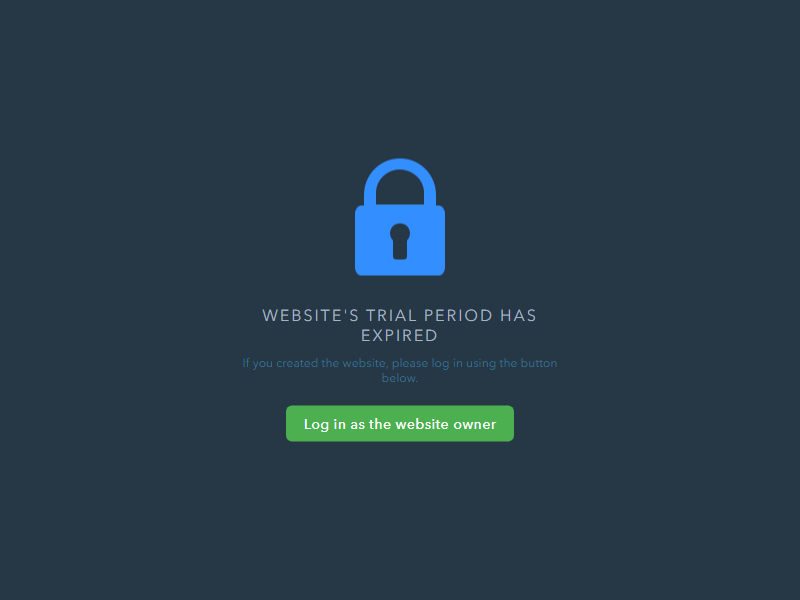 WEBSITE'S TRIAL PERIOD HAS
EXPIRED
If you created the website, please log in using the button
below.
Log in as the website owner